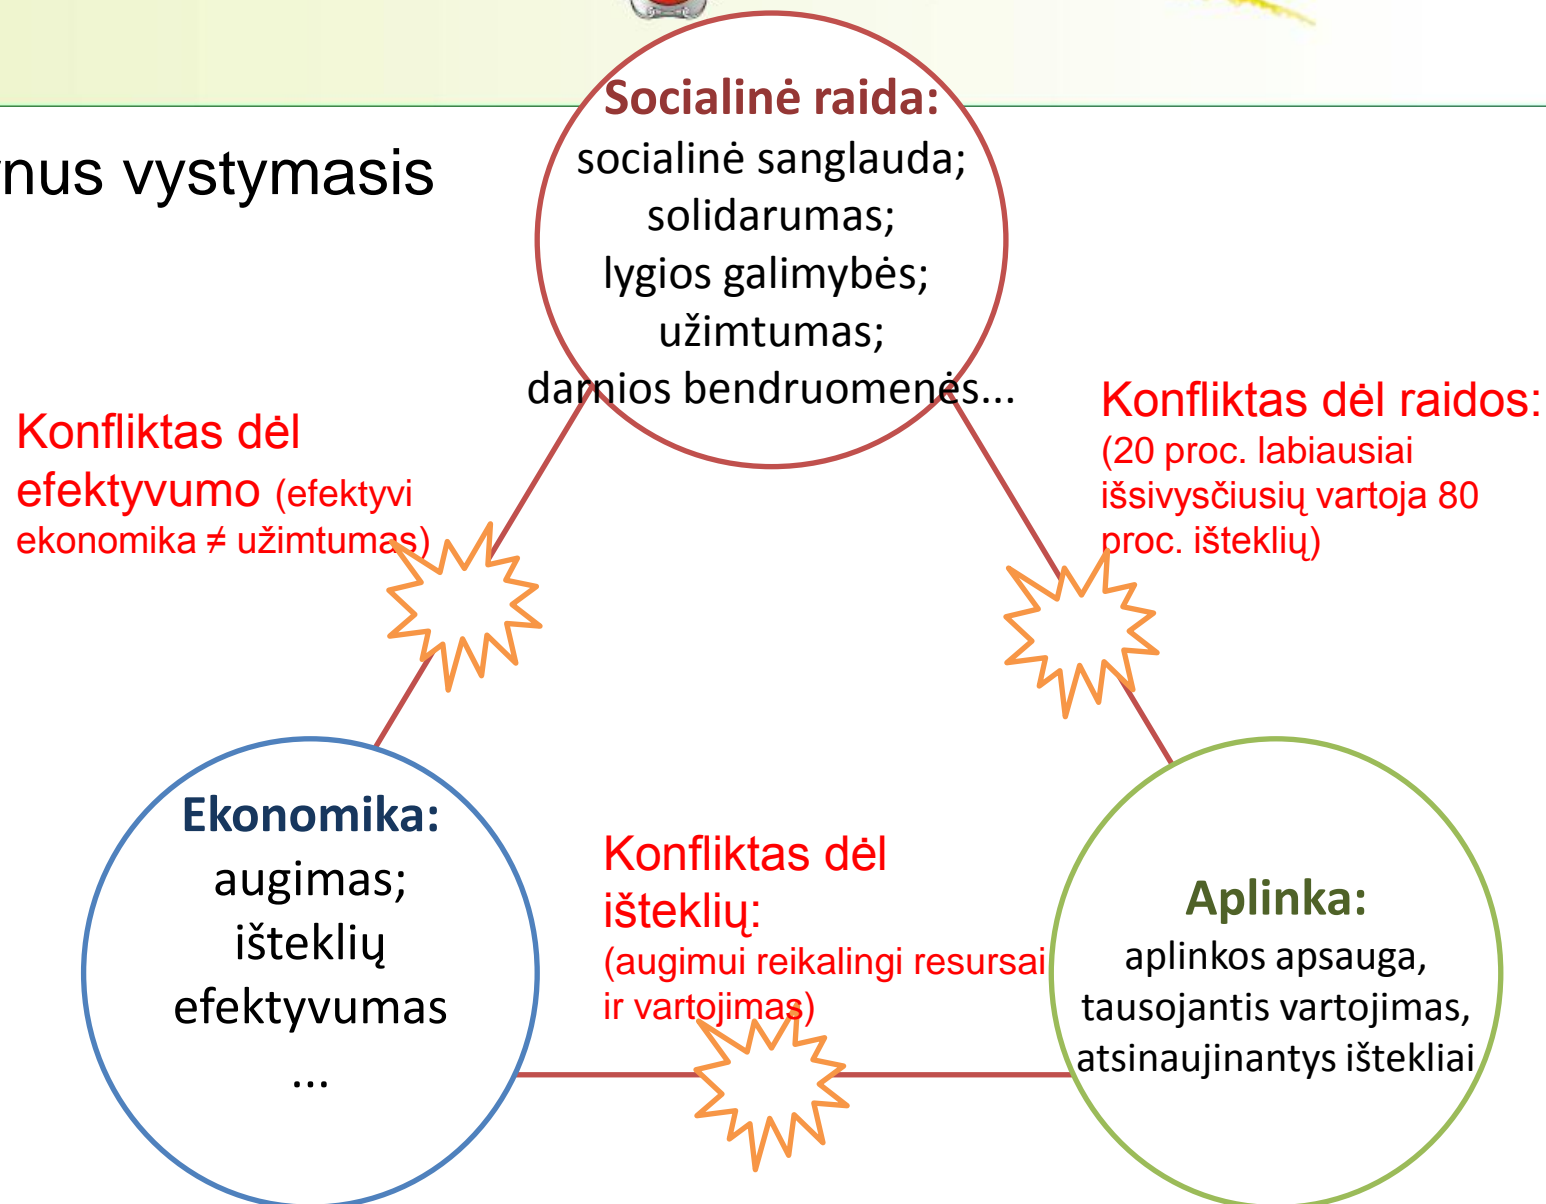 Socialinė raida:
socialinė sanglauda;
solidarumas;
lygios galimybės;
užimtumas;
darnios bendruomenės...
vystymasis
Konfliktas dėl
efektyvumo (efektyvi
ekonomika ≠ užimtumas)
Konfliktas dėl raidos:
(20 proc. labiausiai
išsivysčiusių vartoja 80
proc. išteklių)
Ekonomika:
augimas;
išteklių
efektyvumas
...
Konfliktas dėl
išteklių:
(augimui reikalingi resursai
ir vartojimas)
Aplinka:
aplinkos apsauga,
tausojantis vartojimas,
atsinaujinantys ištekliai